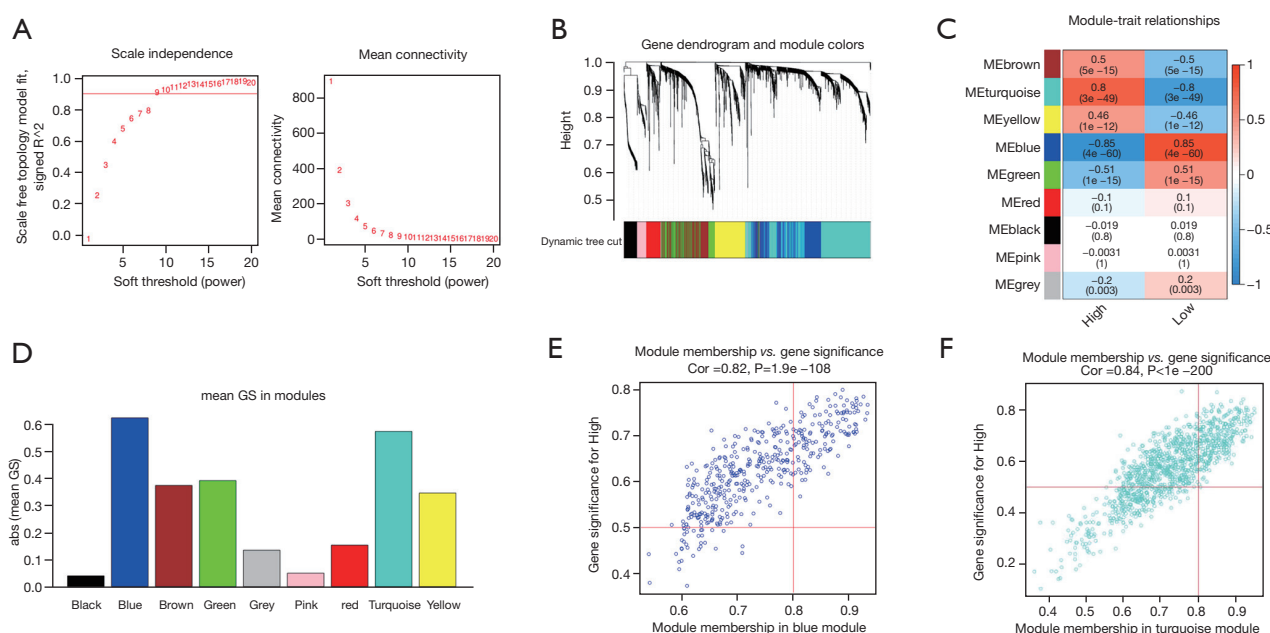 A
Scale independence
Scale free topology model fit,
signed R^2
1.0
0.8
0.6
0.4
0.2
0.0
1
2
3
4
5
6
7
8
9
10
11
12
13
14
15
16
17
18
19
20
5
10
15
20
Soft threshold (power)
Mean connectivity
Mean connectivity
800
600
400
200
0
1
2
3
4
5
6
7
8
9
10
11
12
13
14
15
16
17
18
19
20
5
10
15
20
Soft threshold (power)
B
Gene dendrogram and module colors
Height
1.0
0.9
0.8
0.7
0.6
0.5
Dynamic tree cut
C
Module-trait relationships
MEbrown
0.5
(5e −15)
−0.5
(5e −15)
MEturquoise
0.8
(3e −49)
−0.8
(3e −49)
MEyellow
0.46
(1e −12)
−0.46
(1e −12)
MEblue
−0.85
(4e −60)
0.85
(4e −60)
MEgreen
−0.51
(1e −15)
0.51
(1e −15)
MEred
−0.1
(0.1)
0.1
(0.1)
MEblack
−0.019
(0.8)
0.019
(0.8)
MEpink
−0.0031
(1)
0.0031
(1)
MEgrey
−0.2
(0.003)
0.2
(0.003)
High
Low
1
0.5
0
−0.5
−1
D
mean GS in modules
abs (mean GS)
0.6
0.5
0.4
0.3
0.2
0.1
0.0
Black
Blue
Brown
Green
Grey
Pink
red
Turquoise
Yellow
E
Module membership vs. gene significance
Cor =0.82, P=1.9e −108
Gene significance for High
0.8
0.7
0.6
0.5
0.4
0.6
0.7
0.8
0.9
Module membership in blue module
F
Module membership vs. gene significance
Cor =0.84, P<1e −200
Gene significance for High
0.8
0.6
0.4
0.2
0.4
0.5
0.6
0.7
0.8
0.9
Module membership in turquoise module